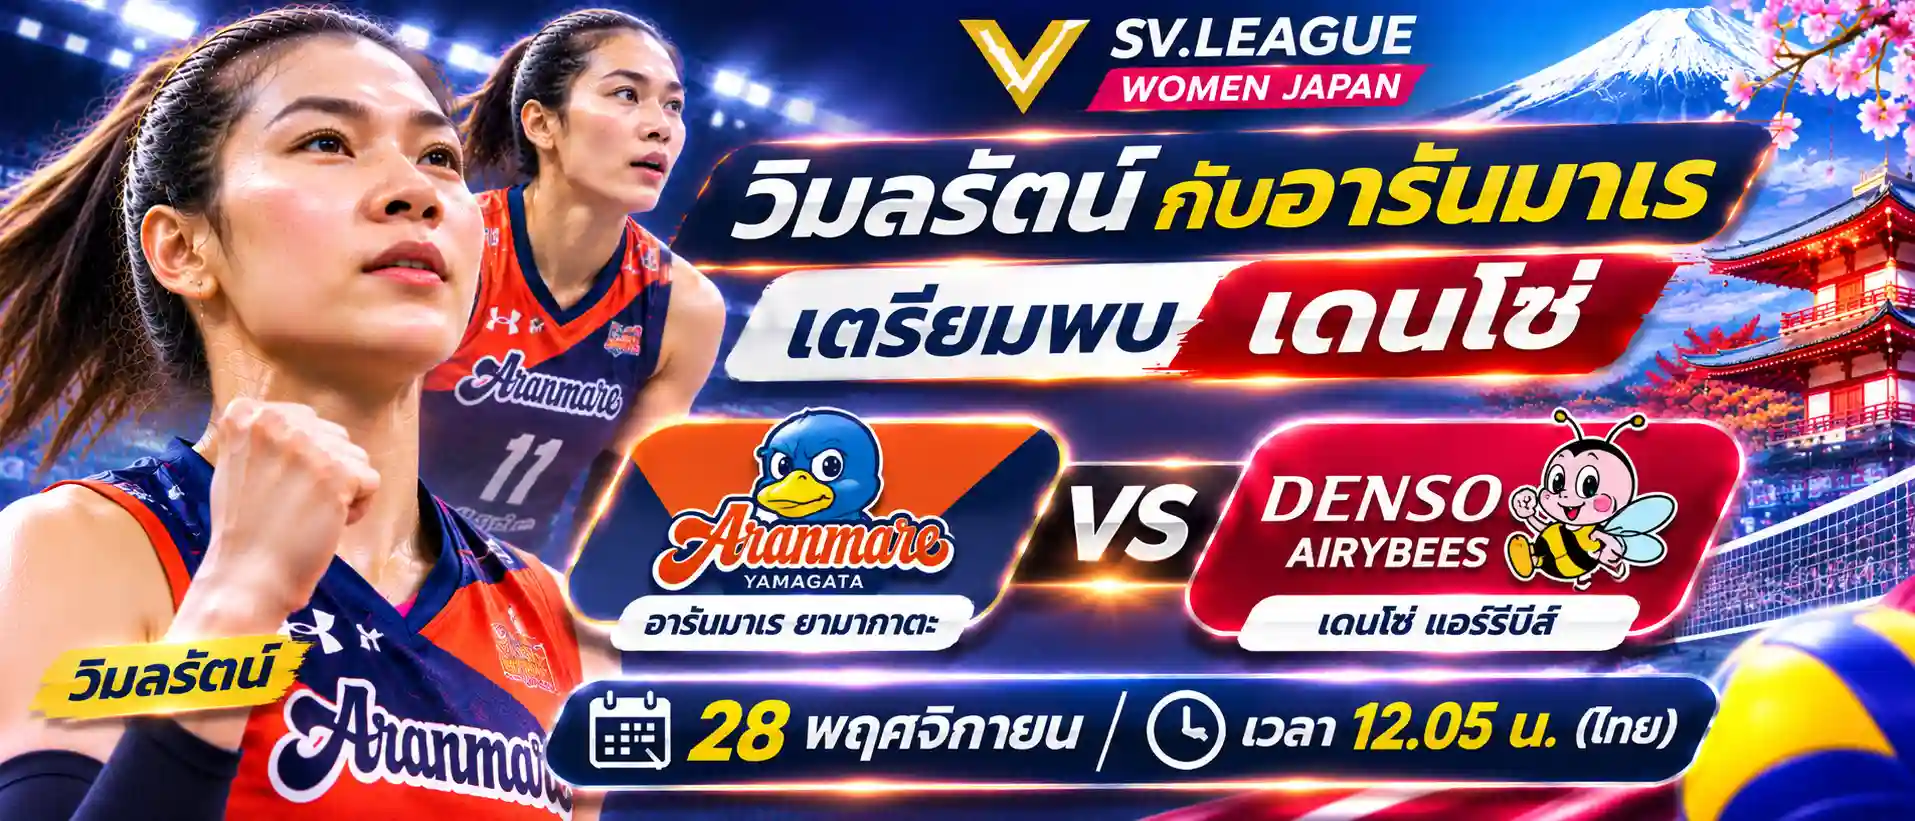 SV.LEAGUE
WOMEN JAPAN
วิมลรัตน์ กับอารันมาเร
เตรียมพบ เดนโซ่
Aranmare
11
Aranmare
YAMAGATA
อารันมาเร ยามากาตะ
VS
DENSO
AIRYBEES
เดนโซ่ แอร์รีบีส์
วิมลรัตน์
Aranma
28 พฤศจิกายน / เวลา 12.05 น. (ไทย)